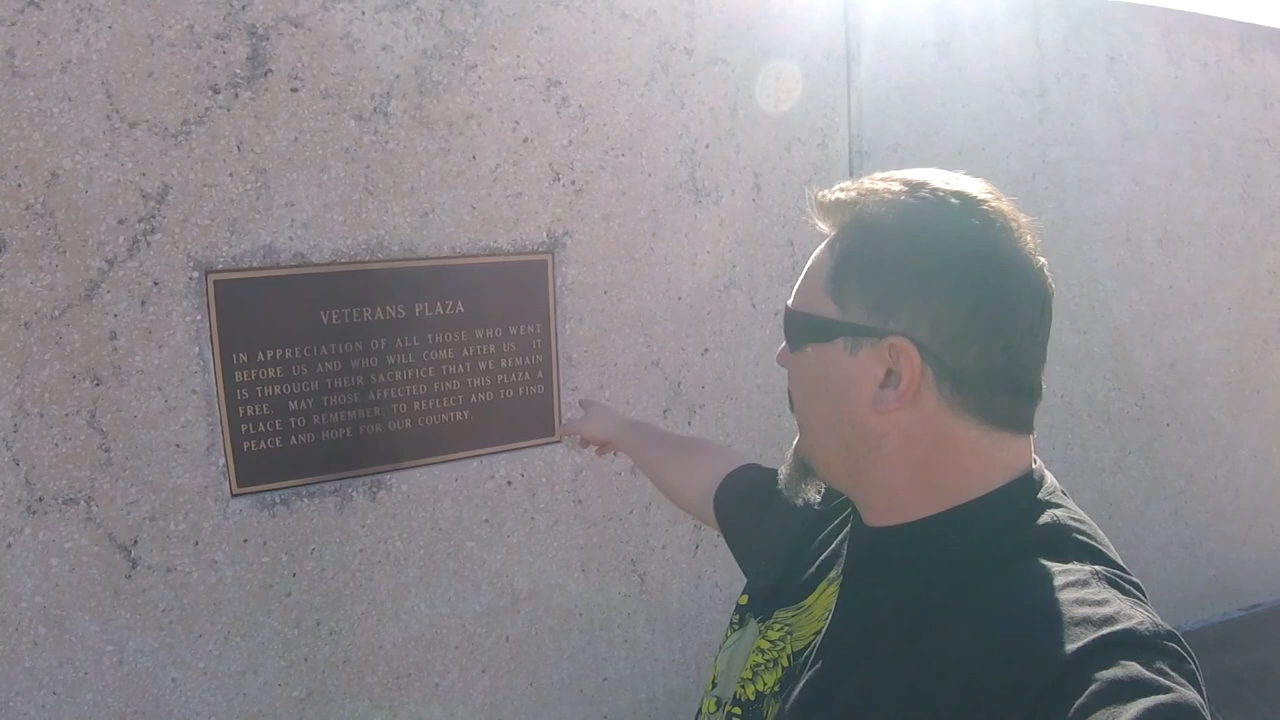 VETERANS PLAZA
IN APPRECIATION OF ALL THOSE WHO WENT
BEFORE US AND WHO WILL COME AFTER US. IT
IS THROUGH THEIR SACRIFICE THAT WE REMAIN
FREE. MAY THOSE AFFECTED FIND THIS PLAZA A
PLACE TO REMEMBER, TO REFLECT AND TO FIND
PEACE AND HOPE FOR OUR COUNTRY.